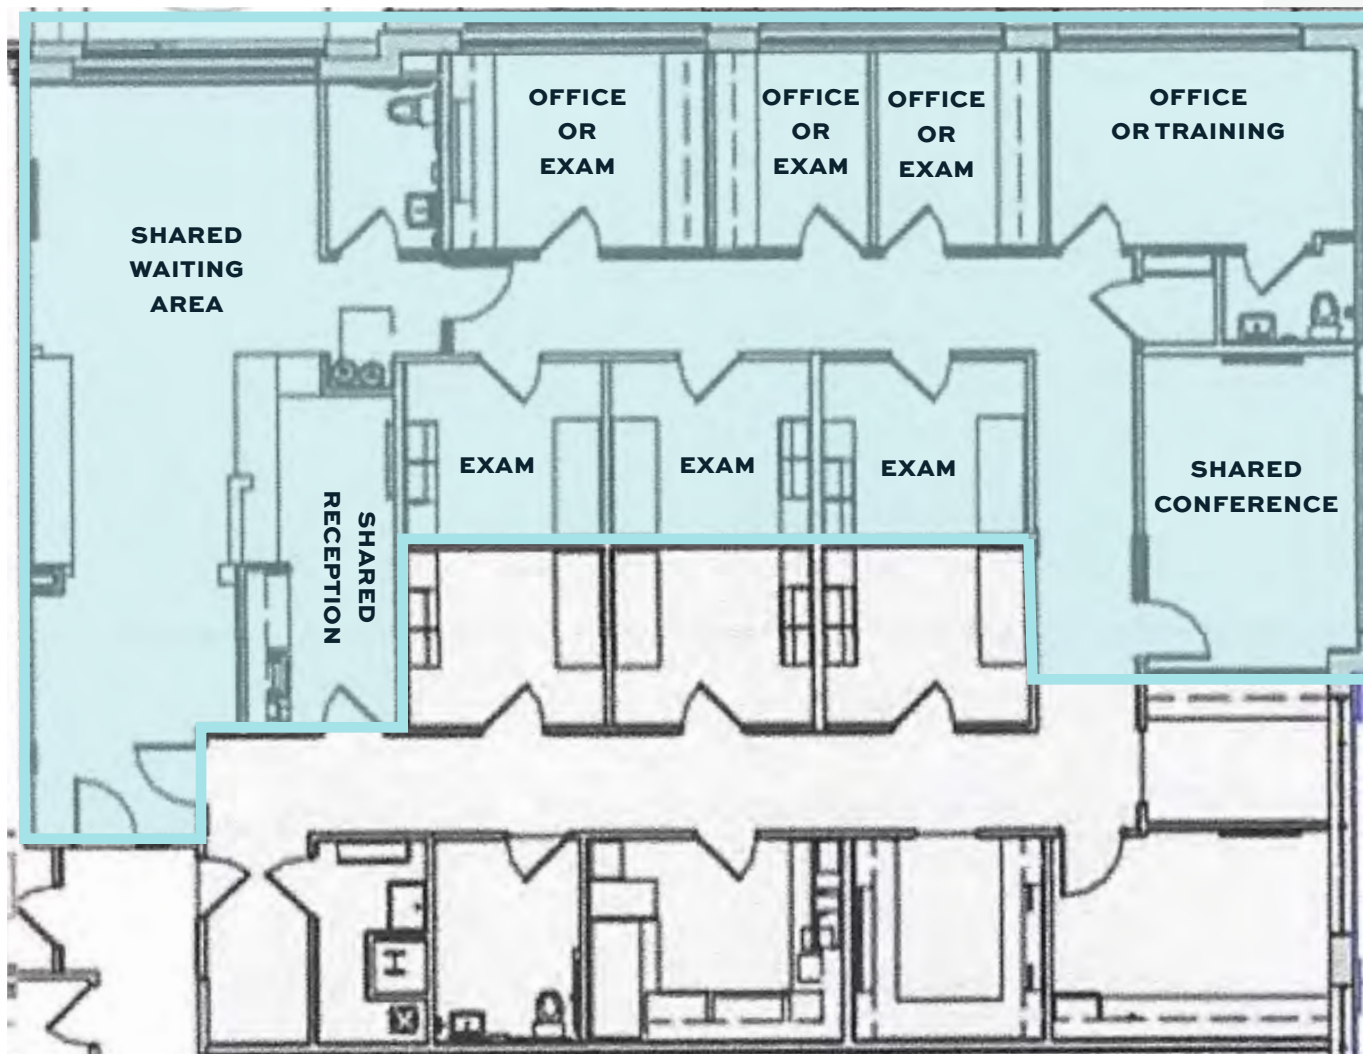 OFFICE
OR
EXAM
OFFICE
OR
EXAM
OFFICE
OR
EXAM
OFFICE
OR TRAINING
SHARED
WAITING
AREA
EXAM
EXAM
EXAM
SHARED
CONFERENCE
SHARED
RECEPTION